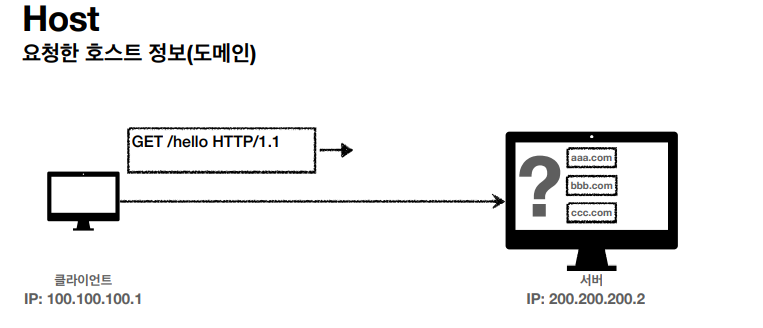 Host
요청한 호스트 정보(도메인)
GET /hello HTTP/1.1
?
aaa.com
bbb.com
ccc.com
클라이언트
IP: 100.100.100.1
서버
IP: 200.200.200.2